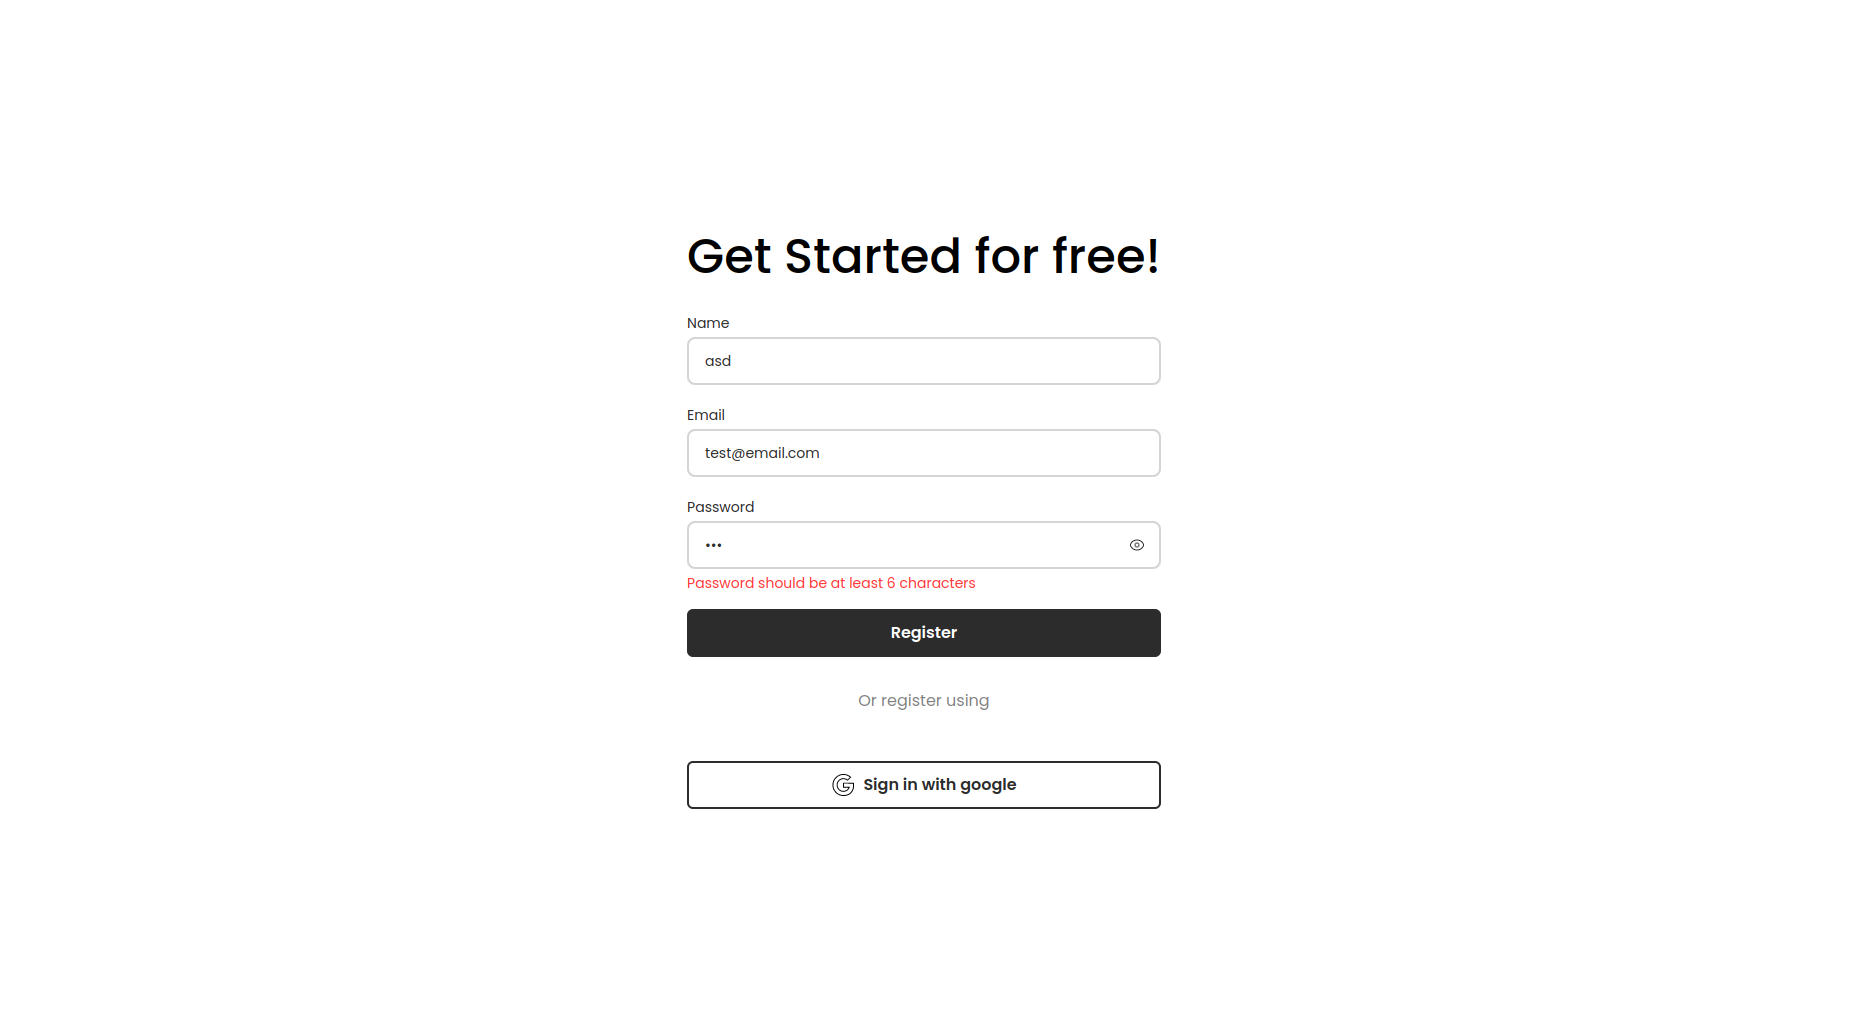 Get Started for free!
Name
asd
Email
test@email.com
Password
•••
Password should be at least 6 characters
Register
Or register using
Sign in with google